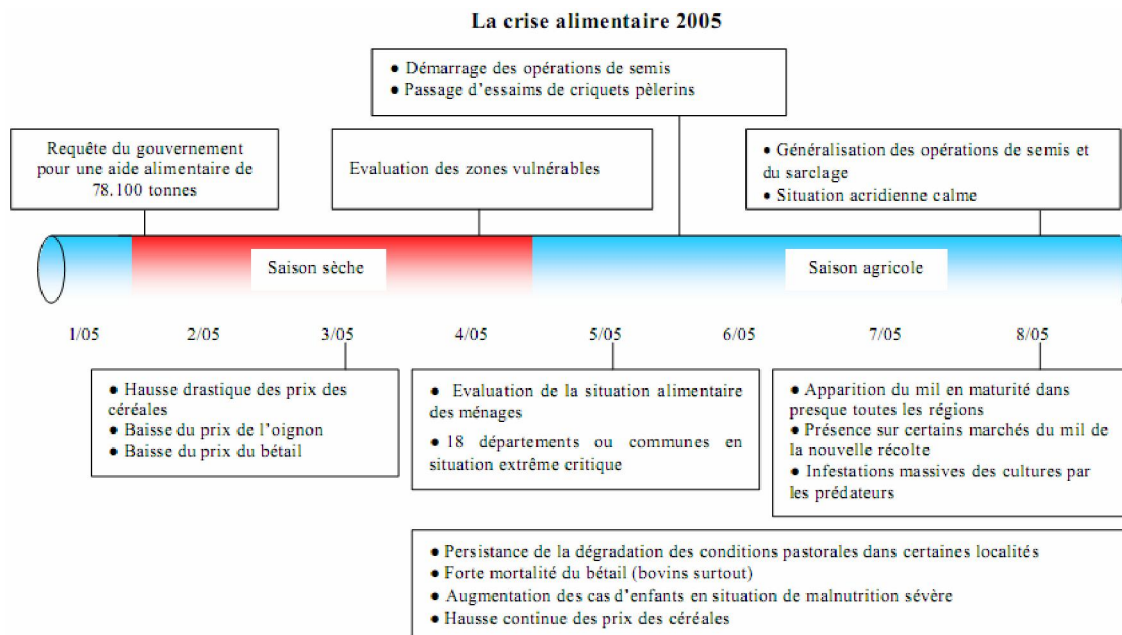 La crise alimentaire 2005
● Démarrage des opérations de semis
● Passage d’essaims de criquets pèlerins
Requête du gouvernement
pour une aide alimentaire de
78.100 tonnes
Evaluation des zones vulnérables
● Généralisation des opérations de semis et
du sarclage
● Situation acridienne calme
Saison sèche
Saison agricole
1/05 2/05 3/05 4/05 5/05 6/05 7/05 8/05
● Hausse drastique des prix des
céréales
● Baisse du prix de l’oignon
● Baisse du prix du bétail
● Evaluation de la situation alimentaire
des ménages
● 18 départements ou communes en
situation extrême critique
● Apparition du mil en maturité dans
presque toutes les régions
● Présence sur certains marchés du mil de
la nouvelle récolte
● Infestations massives des cultures par
les prédateurs
● Persistance de la dégradation des conditions pastorales dans certaines localités
● Forte mortalité du bétail (bovins surtout)
● Augmentation des cas d’enfants en situation de malnutrition sévère
● Hausse continue des prix des céréales